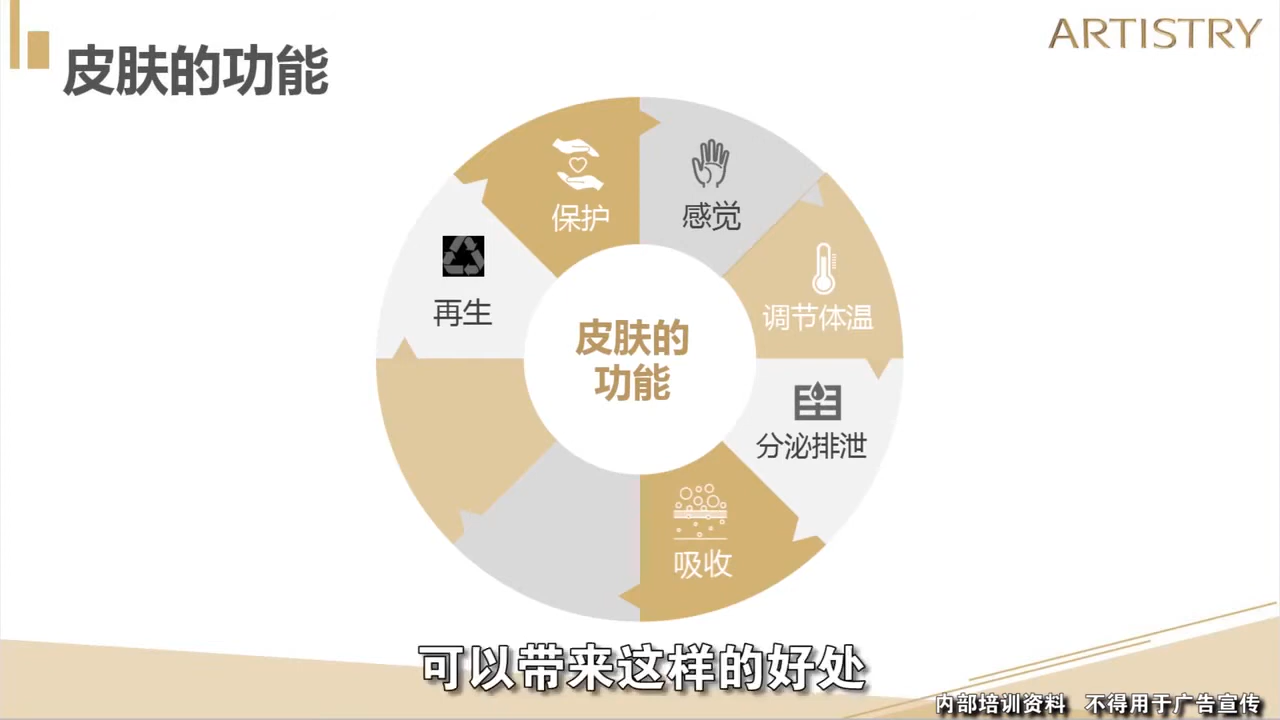 皮肤的功能
ARTISTRY
保护
感觉
再生
调节体温
皮肤的
功能
分泌排泄
吸收
可以带来这样的好处
内部培训资料 不得用于广告宣传